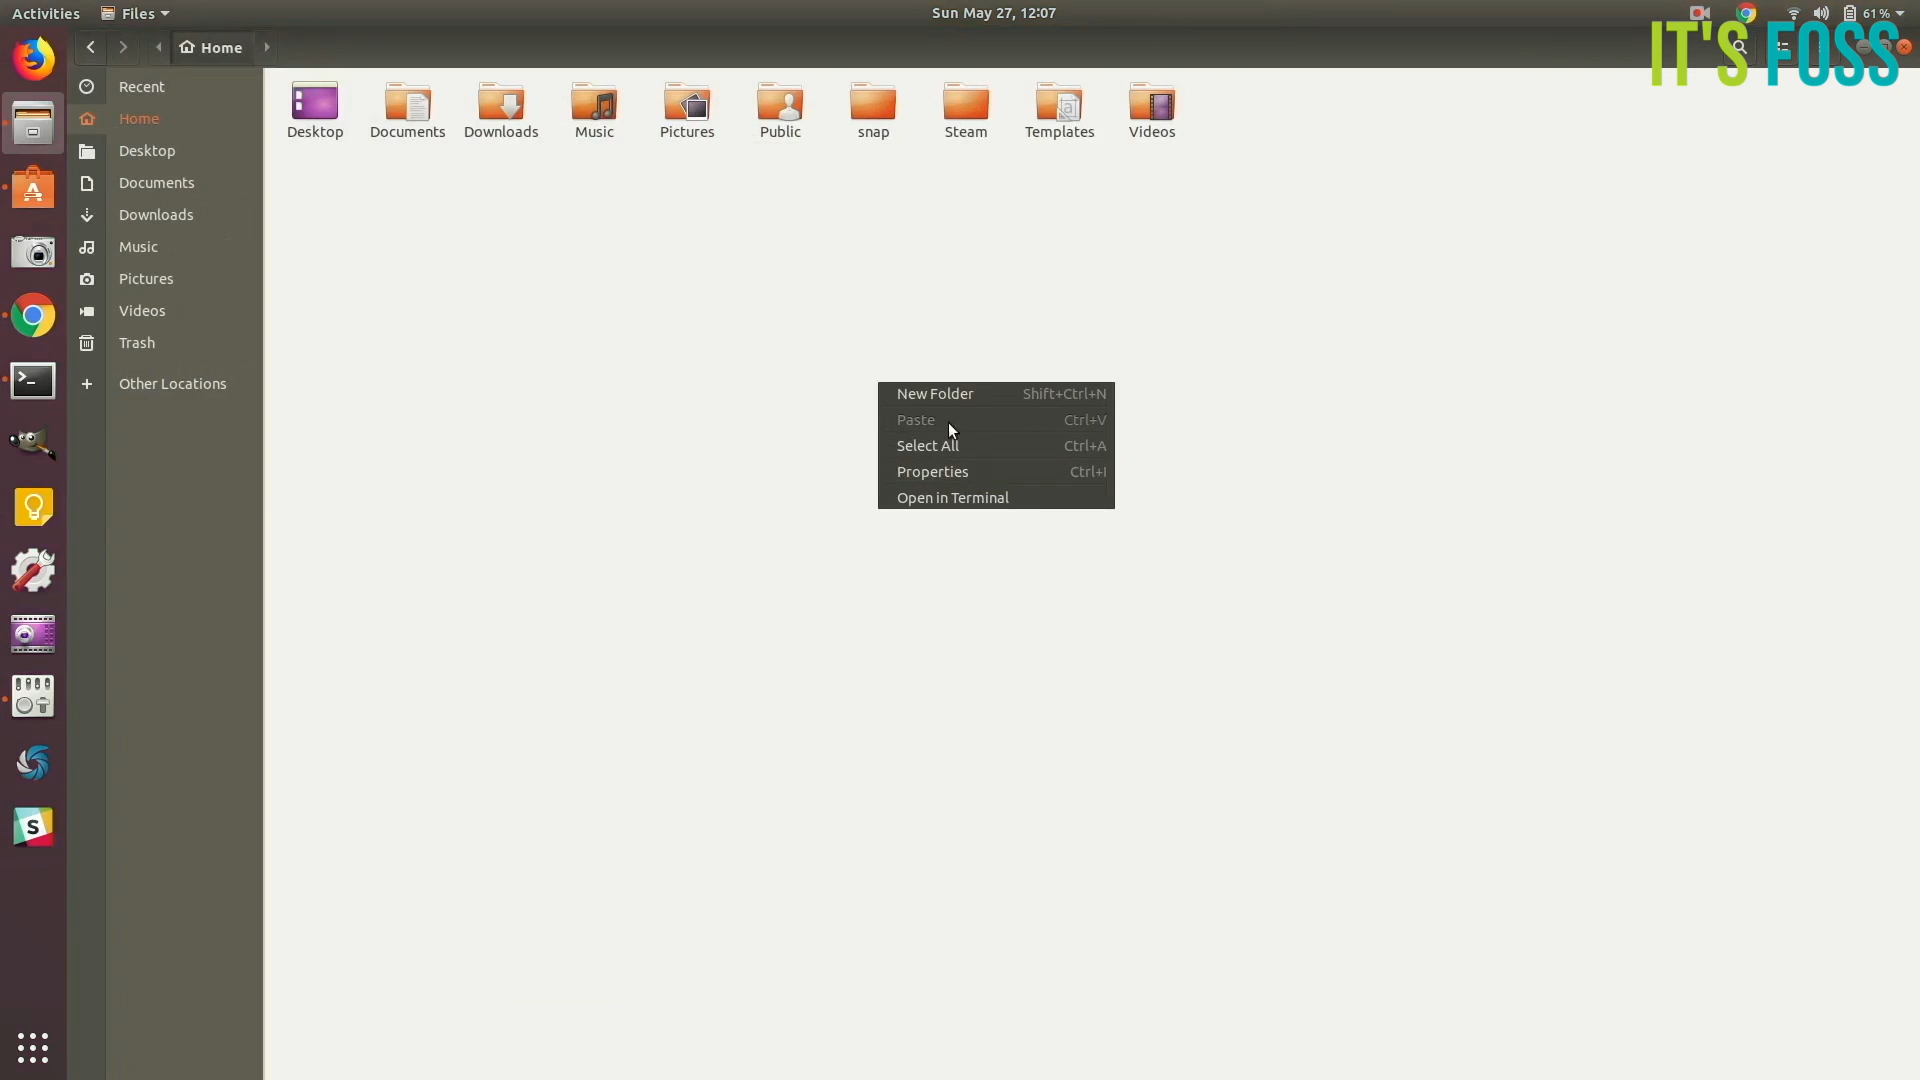 Activities Files Sun May 27, 12:07 61 %
IT'S FOSS
Home
Recent
Home
Desktop
Documents
Downloads
Music
Pictures
Videos
Trash
Other Locations
Desktop Documents Downloads Music Pictures Public snap Steam Templates Videos
New Folder Shift+Ctrl+N
Paste Ctrl+V
Select All Ctrl+A
Properties Ctrl+I
Open in Terminal
A
S